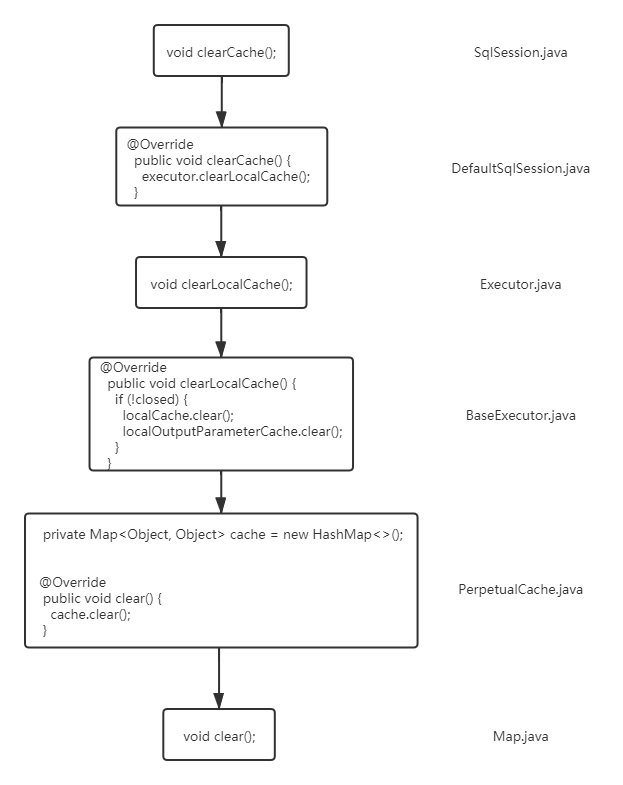 void clearCache();
SqlSession.java
@Override
public void clearCache() {
executor.clearLocalCache();
}
DefaultSqlSession.java
void clearLocalCache();
Executor.java
@Override
public void clearLocalCache() {
if (!closed) {
localCache.clear();
localOutputParameterCache.clear();
}
}
BaseExecutor.java
private Map<Object, Object> cache = new HashMap<>();
@Override
public void clear() {
cache.clear();
}
PerpetualCache.java
void clear();
Map.java